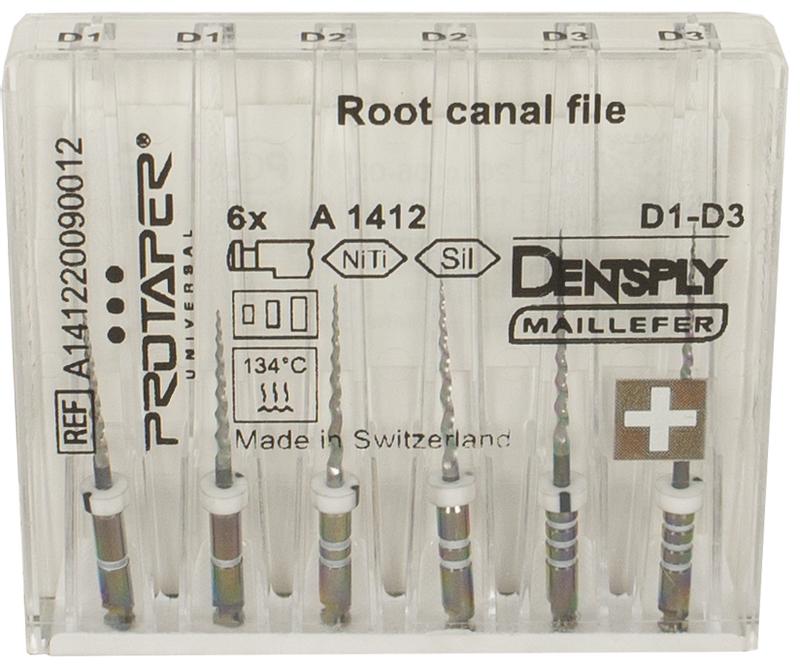 D1 D1 D2 D2 D3 D3
Root canal file
REF A1412220090012
PROTAPER®
UNIVERSAL
6x A 1412 D1-D3
NiTi Sil
DENTSPLY
MAILLEFER
134°C
Made in Switzerland